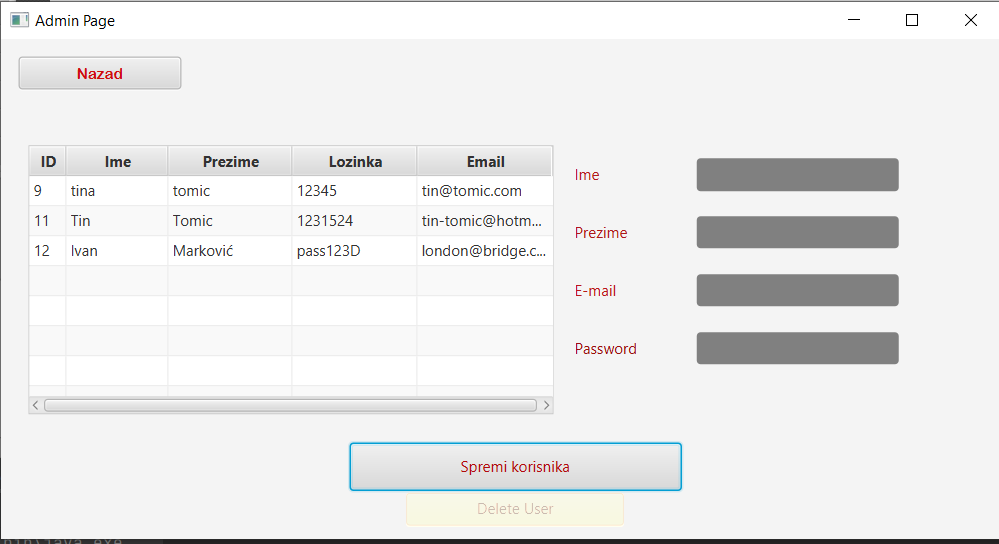 Admin Page
Nazad
ID Ime Prezime Lozinka Email
9 tina tomic 12345 tin@tomic.com
11 Tin Tomic 1231524 tin-tomic@hotm...
12 Ivan Marković pass123D london@bridge.c...
Ime
Prezime
E-mail
Password
Spremi korisnika
Delete User